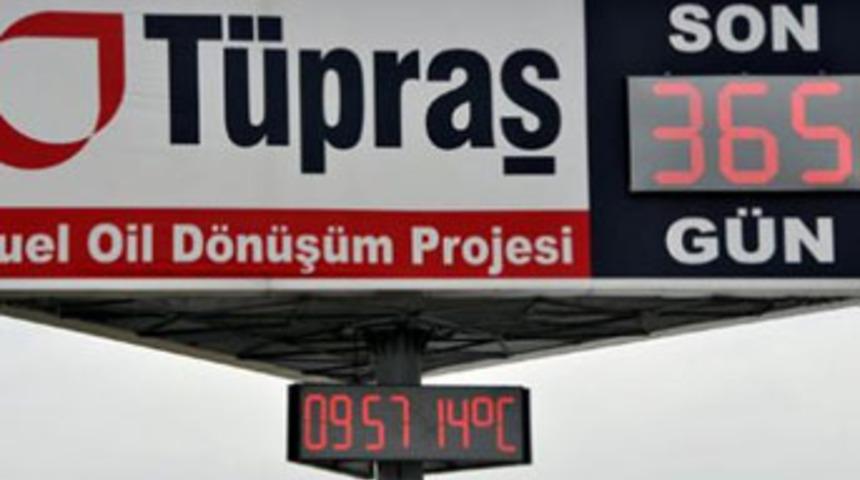 Tüpraş
uel Oil Dönüşüm Projesi
SON
365
GÜN
09 57 14°C